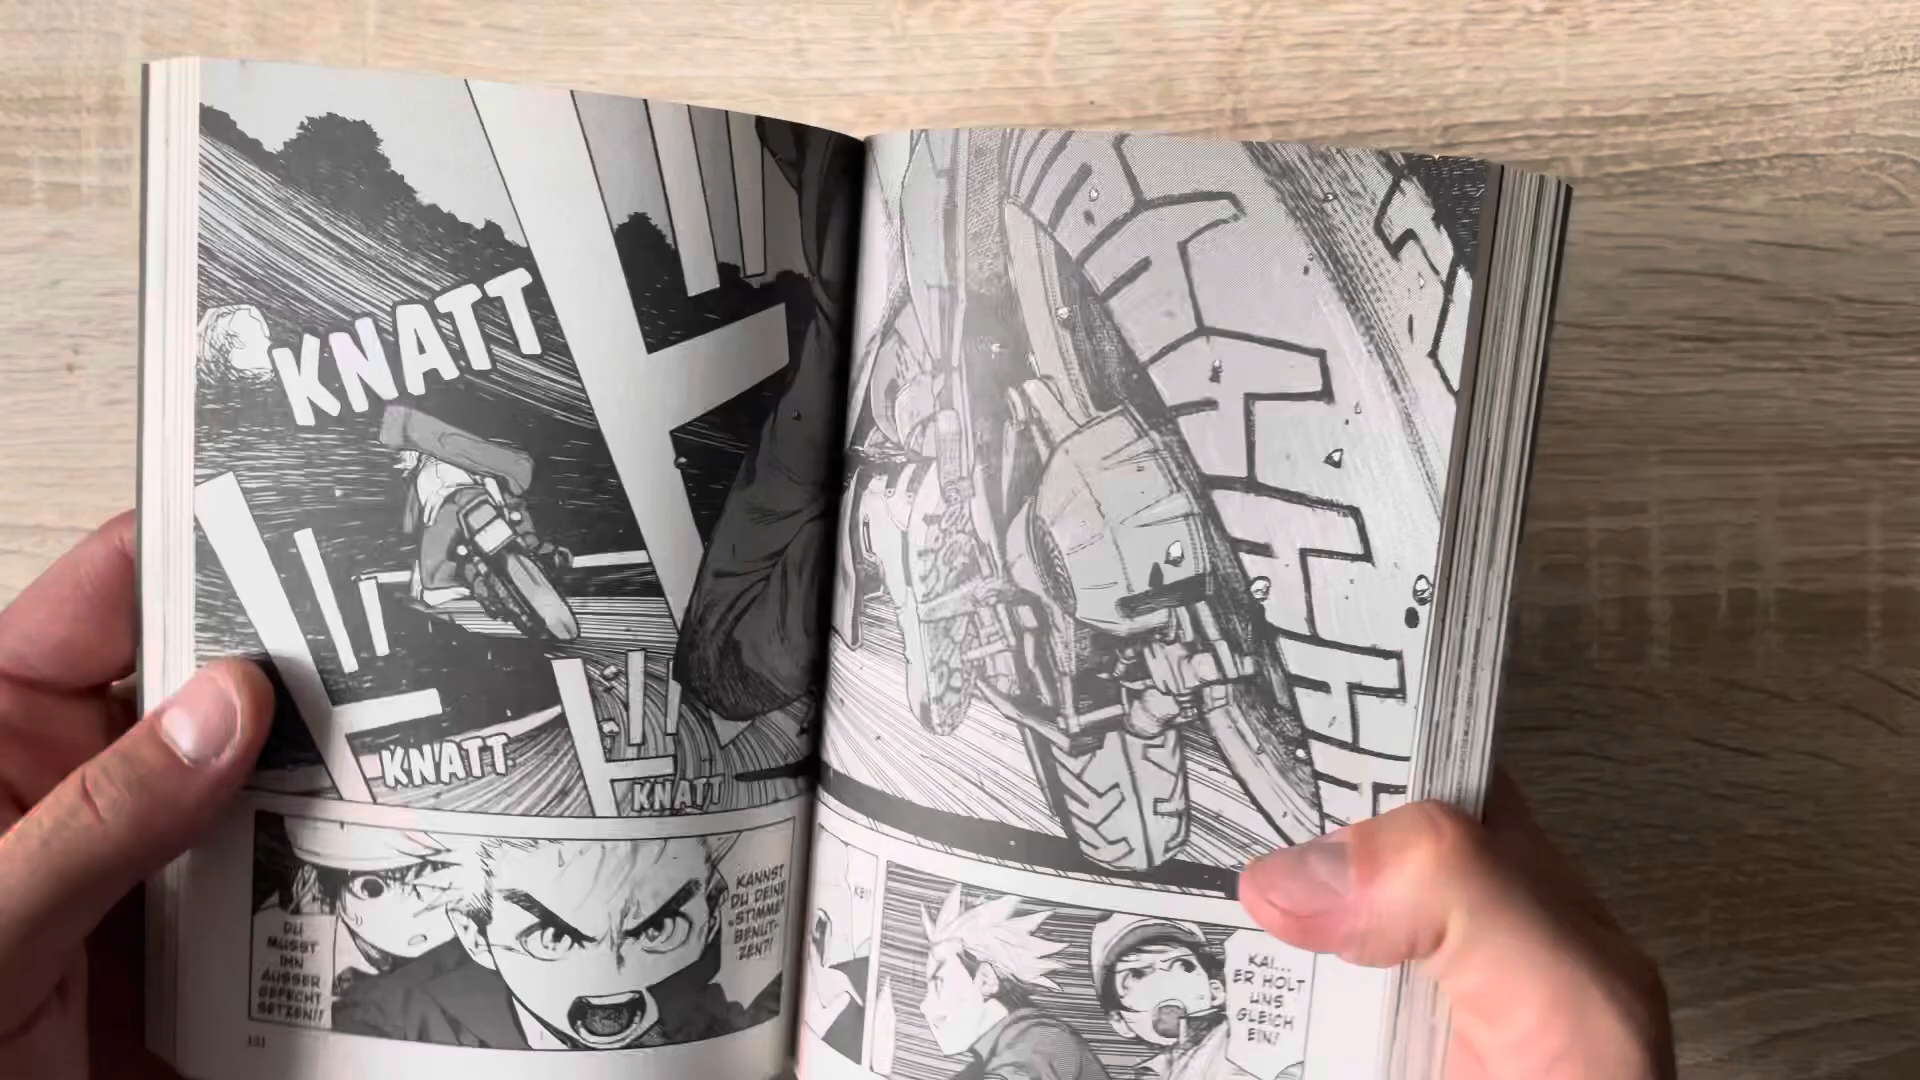 KNATT
KNATT
KNATT
KANNST
DU DEINE
»STIMME«
BENUT-
ZEN?!
DU
MUSST
IHN
AUSSER
GEFECHT
SETZEN!!
KAI...
ER HOLT
UNS
GLEICH
EIN!